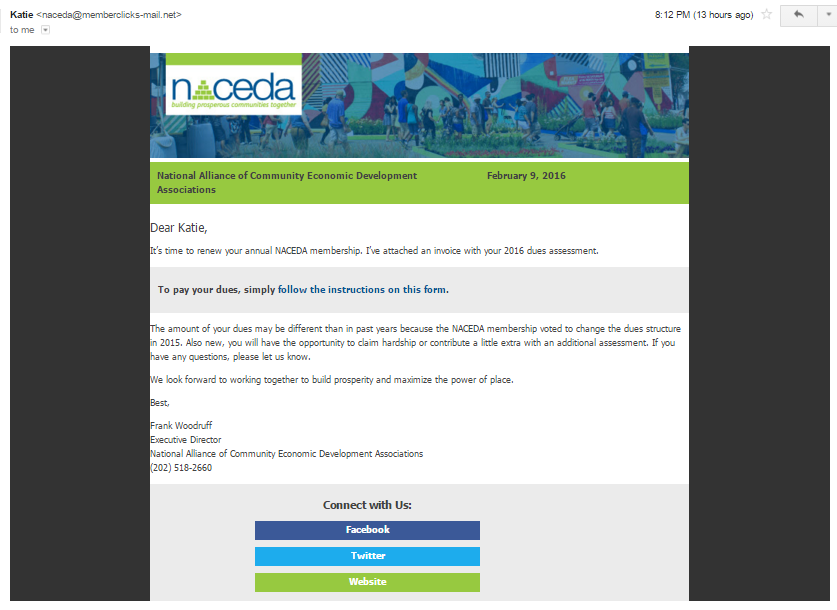 Katie <naceda@memberclicks-mail.net>
8:12 PM (13 hours ago)
to me
naceda
building prosperous communities together
National Alliance of Community Economic Development
Associations
February 9, 2016
Dear Katie,
It's time to renew your annual NACEDA membership. I've attached an invoice with your 2016 dues assessment.
To pay your dues, simply follow the instructions on this form.
The amount of your dues may be different than in past years because the NACEDA membership voted to change the dues structure
in 2015. Also new, you will have the opportunity to claim hardship or contribute a little extra with an additional assessment. If you
have any questions, please let us know.
We look forward to working together to build prosperity and maximize the power of place.
Best,
Frank Woodruff
Executive Director
National Alliance of Community Economic Development Associations
(202) 518-2660
Connect with Us:
Facebook
Twitter
Website